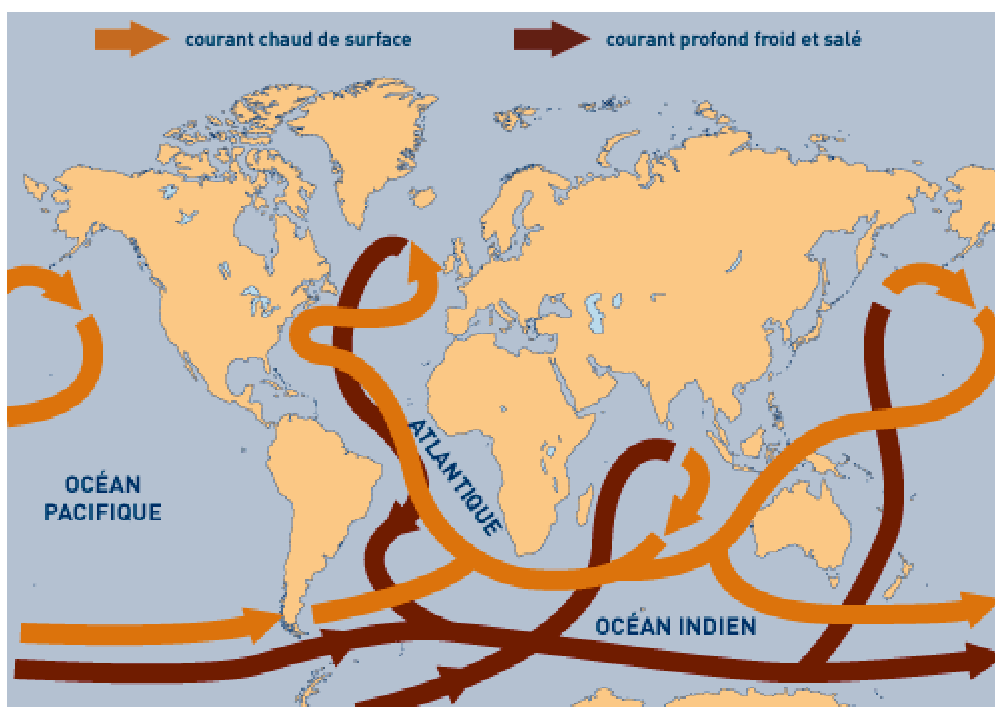 courant chaud de surface
courant profond froid et salé
ATLANTIQUE
OCÉAN
PACIFIQUE
OCÉAN INDIEN